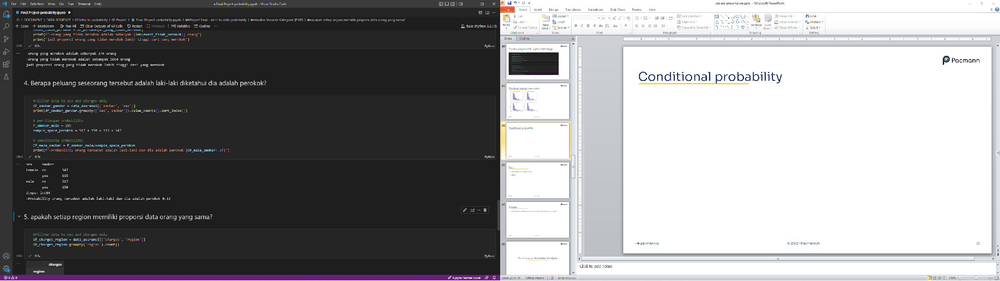 File Edit Selection View Go Run Terminal Help
● Final Project-probability.ipynb - Visual Studio Code
Final Project-probability.ipynb ●
D: > DOCUMENT > DATA SCIENCE > 02.Intro to probability > 02.Project > Final Project-probability.ipynb > M+Project Final - intro to data probability > M+Analisa Variable Kategorik (PMF) > M+apakah setiap region memiliki proporsi data orang yang sama?
+ Code + Markdown Run All Clear Outputs of All Cells Restart Interrupt Variables Outline ...
base (Python 3.9.12)
event_tidak_perokok = df_perokok[df_yang_tidak_merokok]
print(f"-orang yang tidak merokok adalah sebanyak {len(event_tidak_perokok)} orang")
print('jadi proporsi orang yang tidak merokok lebih tinggi dari yang merokok')
[19] ✓ 0.1s Python
orang yang merokok adalah sebanyak 274 orang
-orang yang tidak merokok adalah sebanyak 1064 orang
jadi proporsi orang yang tidak merokok lebih tinggi dari yang merokok
4. Berapa peluang seseorang tersebut adalah laki-laki diketahui dia adalah perokok?
#Fillter data to sex and charges only
df_smoker_gender = data_asuransi[['smoker', 'sex']]
print(df_smoker_gender.groupby(['sex','smoker']).value_counts().sort_index())
# perhitungan probability
P_smoker_male = 159
sample_space_perokok = 517 + 159 + 115 + 547
# conditionla probability
CP_male_smoker = P_smoker_male/sample_space_perokok
print(f"-Probability orang tersebut adalah laki-laki dan dia adalah perokok {CP_male_smoker:.2f}")
[202] ✓ 0.7s Python
sex smoker
female no 547
yes 115
male no 517
yes 159
dtype: int64
-Probability orang tersebut adalah laki-laki dan dia adalah perokok 0.12
5. apakah setiap region memiliki proporsi data orang yang sama?
#Fillter data to sex and charges only
df_charges_region = data_asuransi[['charges', 'region']]
df_charges_region.groupby('region').count()
[21] ✓ 0.1s Python
charges
region
0 0 Jupyter Server: Local
project-presentation.pptx - Microsoft PowerPoint
File Home Insert Design Transitions Animations Slide Show Review View
Paste Cut Copy Format Painter
Clipboard
New Slide Layout Reset Section
Slides
Font
Text Direction Align Text Convert to SmartArt
Paragraph
Arrange Quick Styles Shape Fill Shape Outline Shape Effects
Drawing
Find Replace Select
Editing
Slides Outline
20 Gender yang memiliki tagihan lebih tinggi
21 Distribusi tagihan tiap region
22 Conditional probability
23 Etc.
24 Analysis
25 Continuous Variables Analysis
Pacmann
Conditional probability
→ pacmann.io
© 2022 – Pacmann AI
22
Click to add notes
Slide 22 of 40 "Office Theme" English (U.S.) 110%